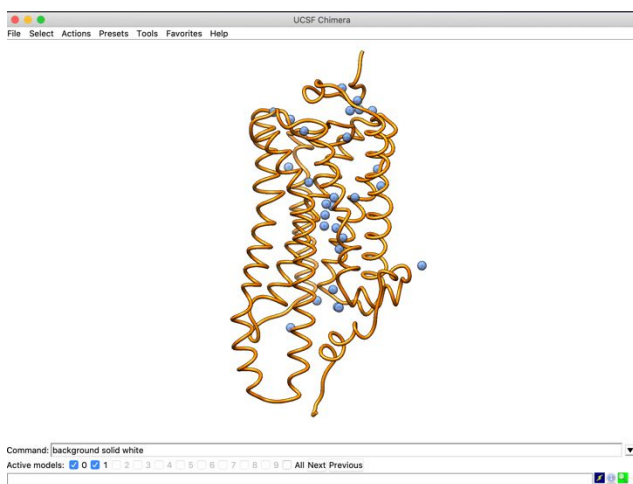 UCSF Chimera
File Select Actions Presets Tools Favorites Help
Command: background solid white
Active models: 0 1 2 3 4 5 6 7 8 9 All Next Previous